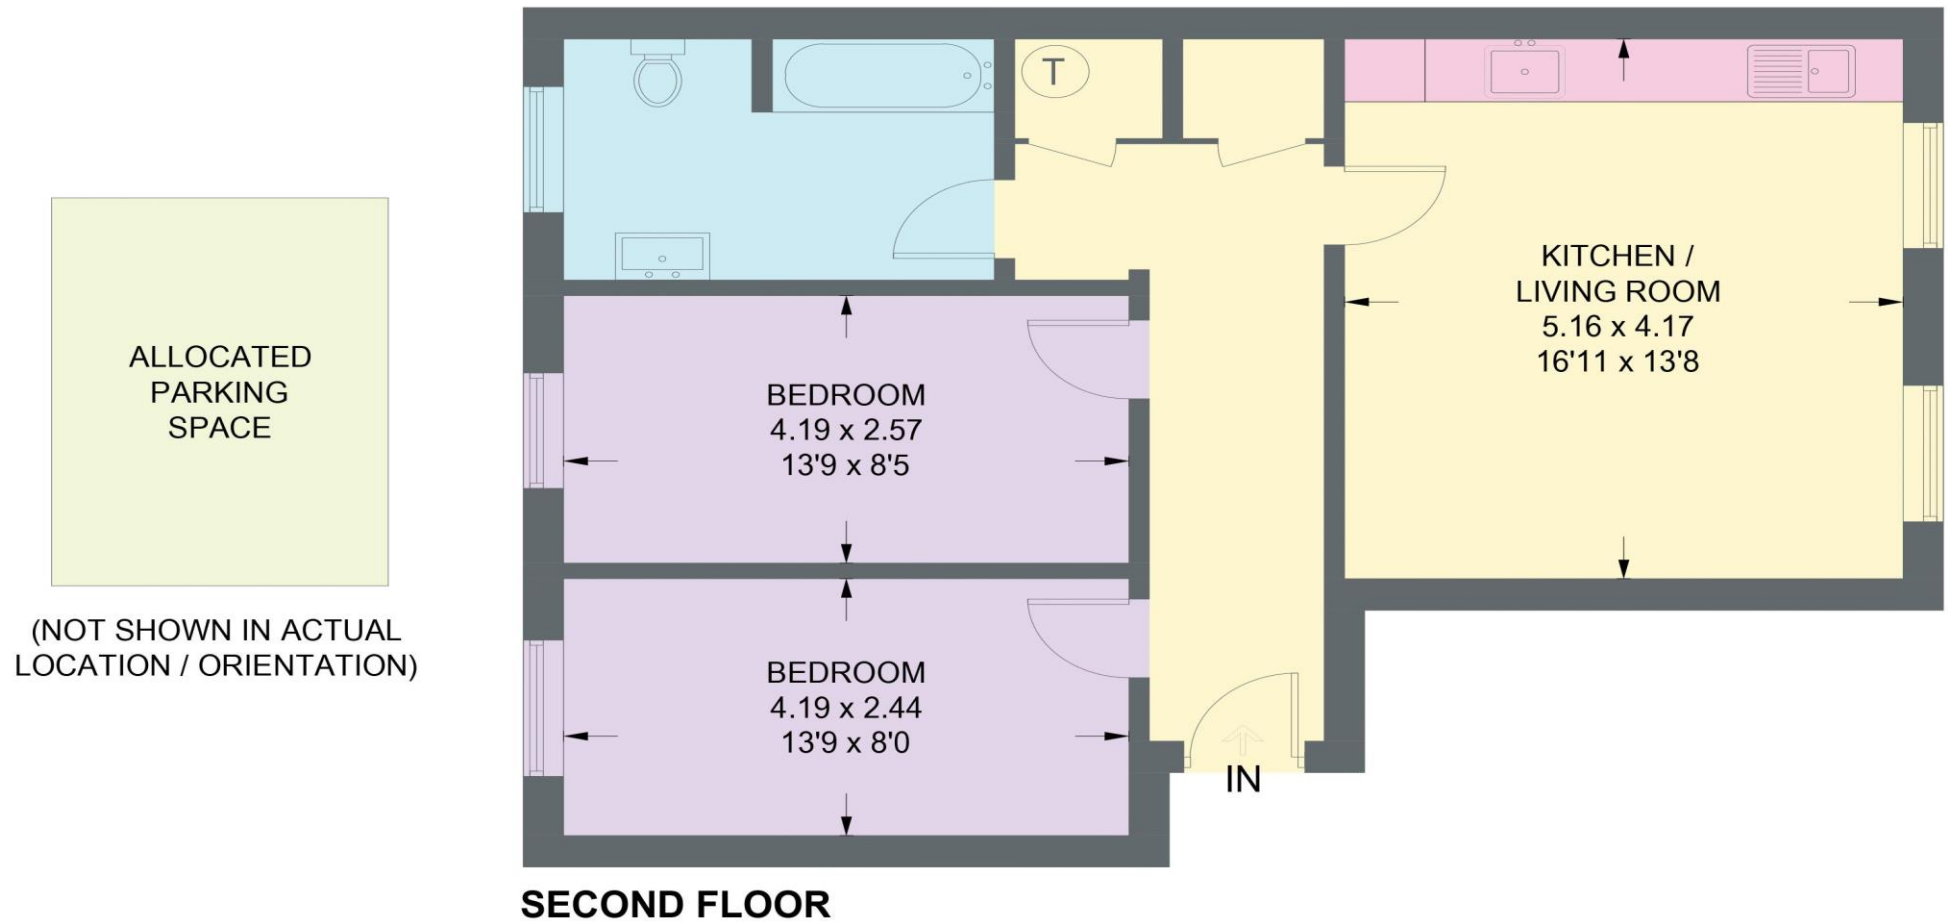 ALLOCATED
PARKING
SPACE
(NOT SHOWN IN ACTUAL
LOCATION / ORIENTATION)
T
KITCHEN /
LIVING ROOM
5.16 x 4.17
16'11 x 13'8
BEDROOM
4.19 x 2.57
13'9 x 8'5
BEDROOM
4.19 x 2.44
13'9 x 8'0
IN
SECOND FLOOR